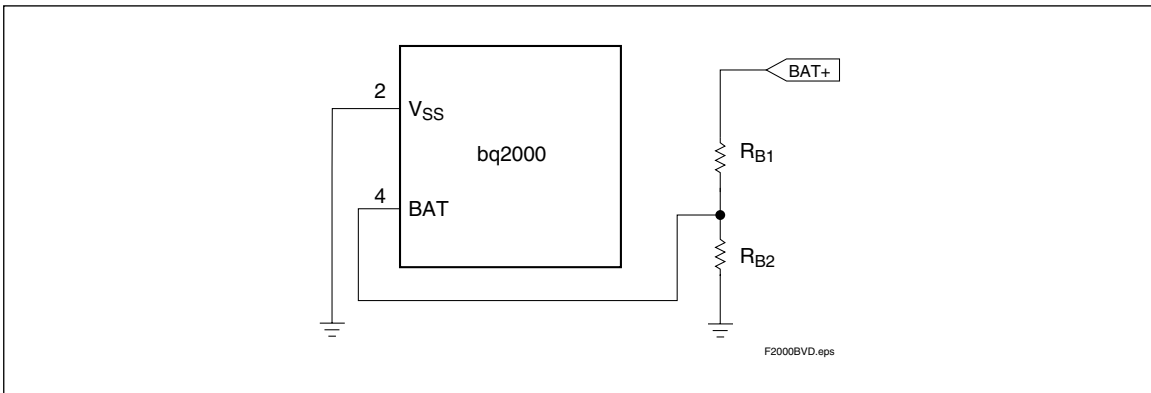 BAT+
2
VSS
RB1
bq2000
4
BAT
RB2
F2000BVD.eps